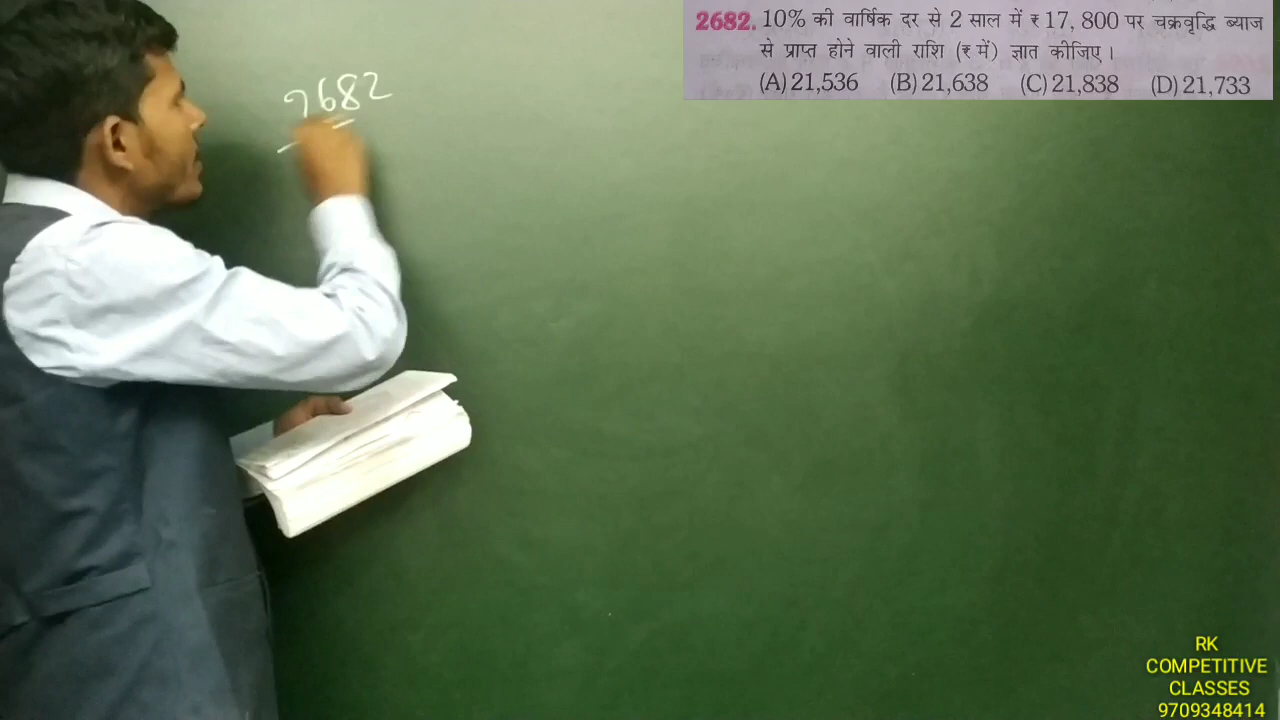 2682. 10% की वार्षिक दर से 2 साल में ₹ 17, 800 पर चक्रवृद्धि ब्याज
से प्राप्त होने वाली राशि (₹ में) ज्ञात कीजिए।
(A) 21,536 (B) 21,638 (C) 21,838 (D) 21,733
2682
RK
COMPETITIVE
CLASSES
9709348414